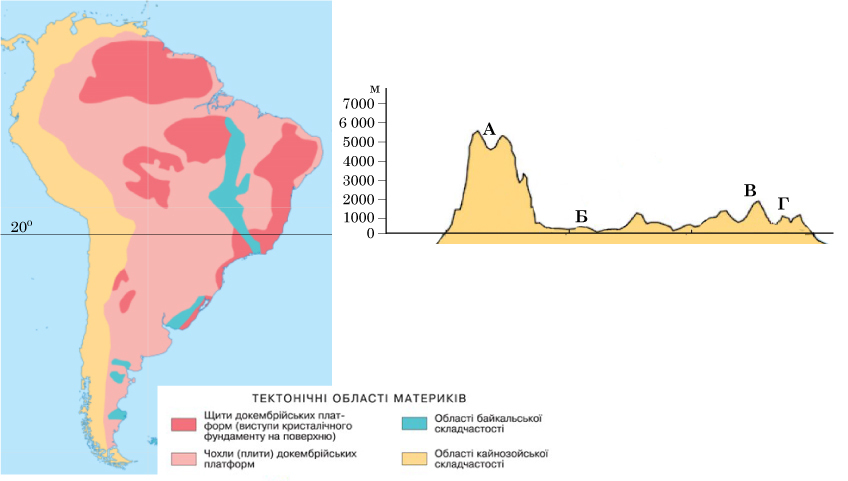 20⁰
м
7000
6 000
5000
4000
3000
2000
1000
0
А
Б
В
Г
ТЕКТОНІЧНІ ОБЛАСТІ МАТЕРИКІВ
Щити докембрійських плат-
форм (виступи кристалічного
фундаменту на поверхню)
Чохли (плити) докембрійських
платформ
Області байкальської
складчастості
Області кайнозойської
складчастості